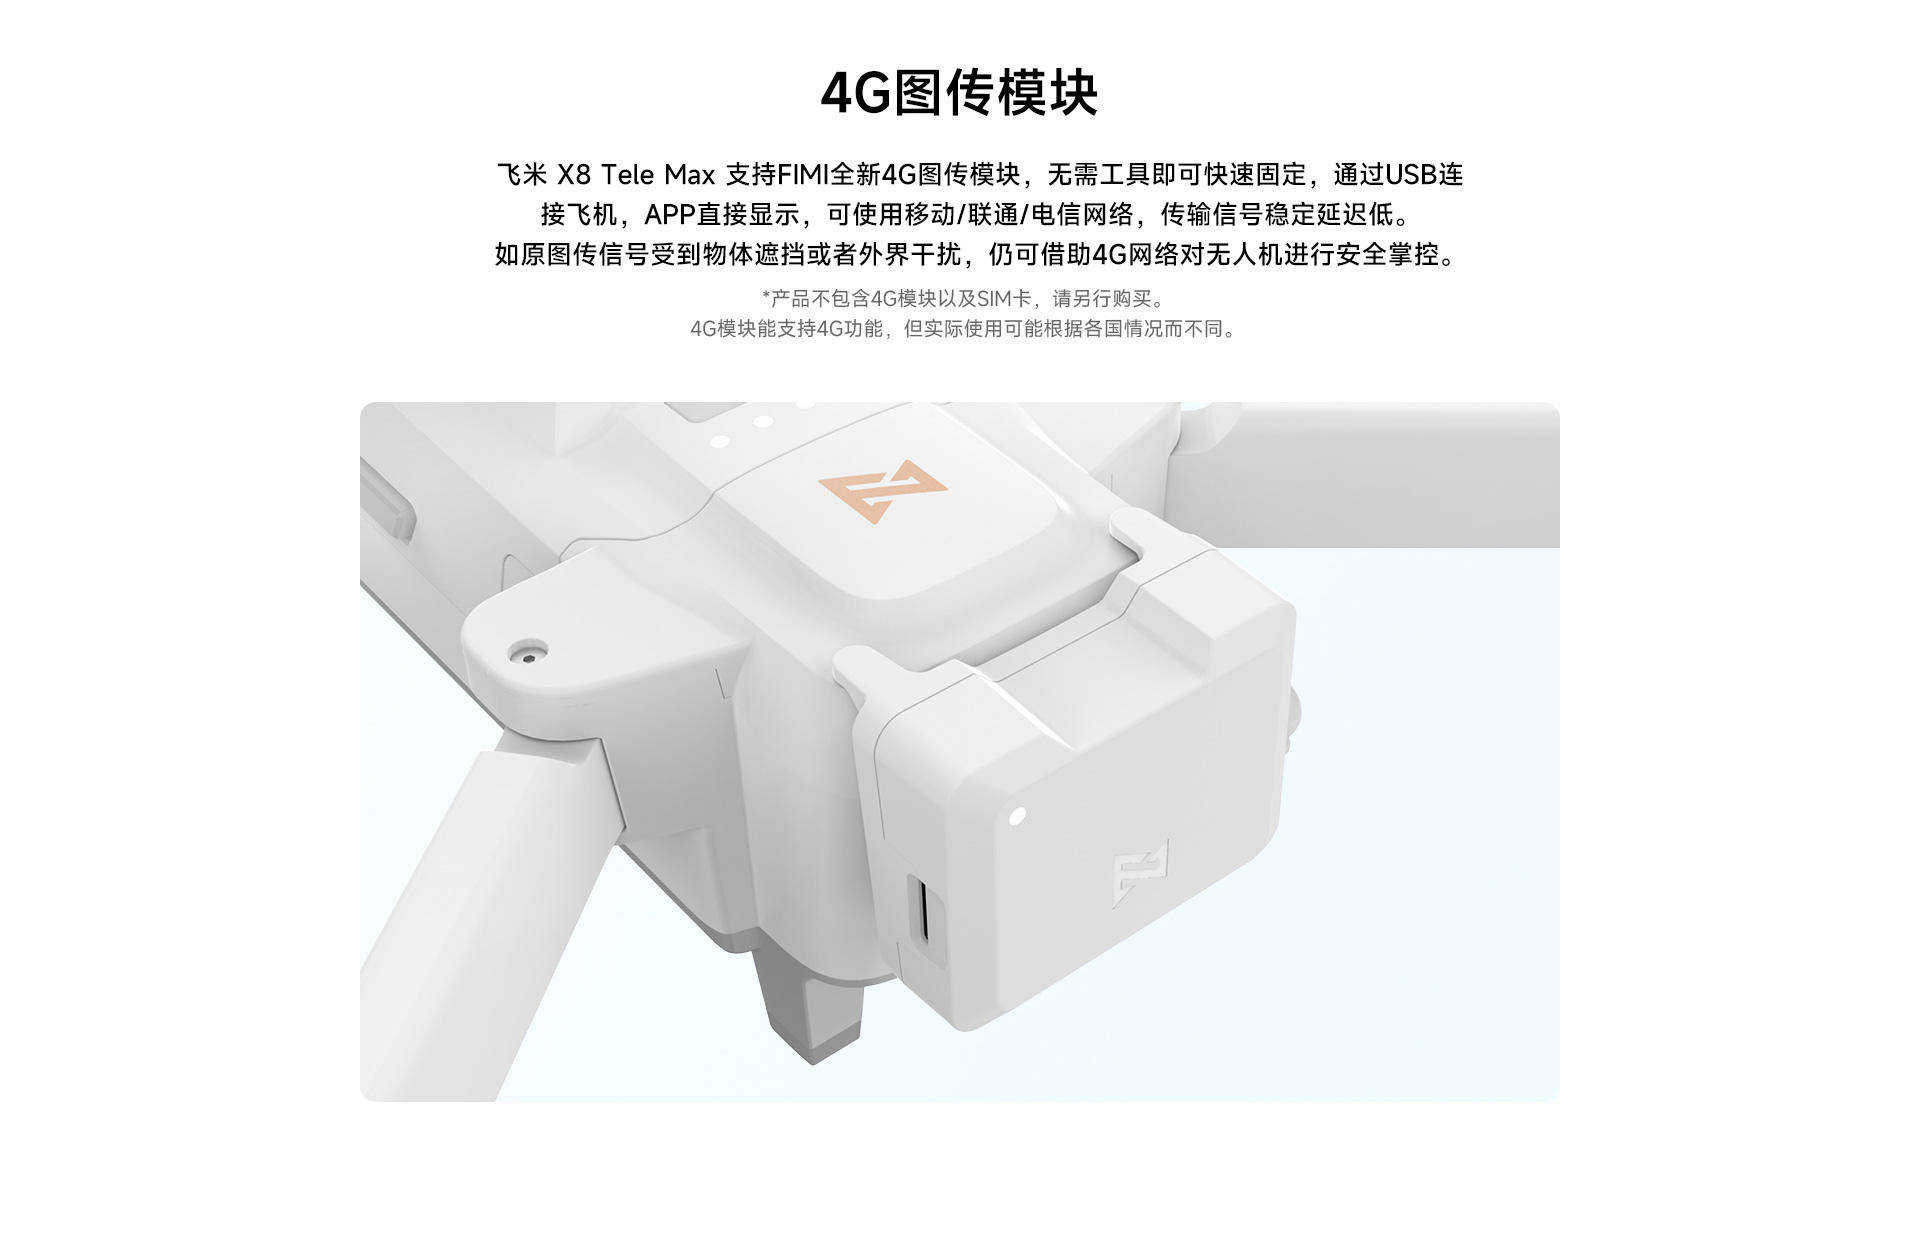 4G图传模块
飞米 X8 Tele Max 支持FIMI全新4G图传模块，无需工具即可快速固定，通过USB连
接飞机，APP直接显示，可使用移动/联通/电信网络，传输信号稳定延迟低。
如原图传信号受到物体遮挡或者外界干扰，仍可借助4G网络对无人机进行安全掌控。
*产品不包含4G模块以及SIM卡，请另行购买。
4G模块能支持4G功能，但实际使用可能根据各国情况而不同。